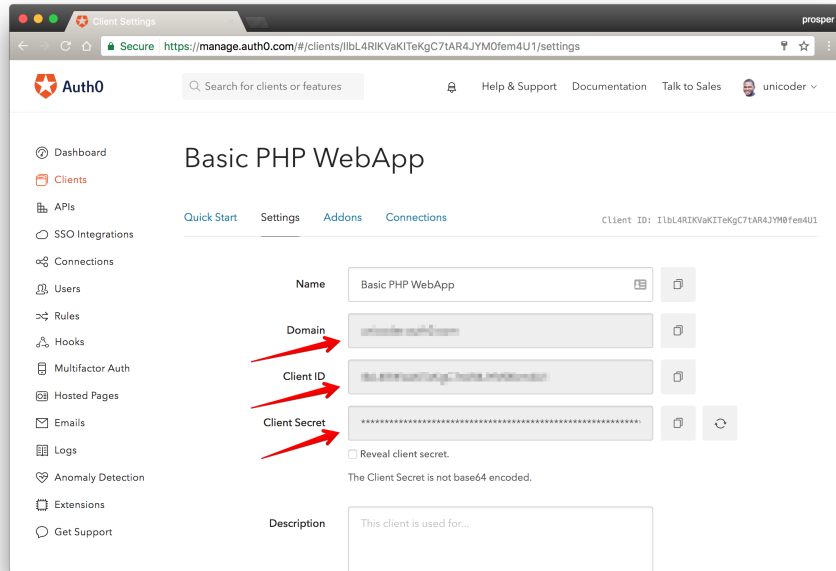 Client Settings
prosper
Secure https://manage.auth0.com/#/clients/IlbL4RIKVaKITeKgC7tAR4JYM0fem4U1/settings
Auth0
Search for clients or features
Help & Support
Documentation
Talk to Sales
unicoder
Dashboard
Clients
APIs
SSO Integrations
Connections
Users
Rules
Hooks
Multifactor Auth
Hosted Pages
Emails
Logs
Anomaly Detection
Extensions
Get Support
Basic PHP WebApp
Quick Start
Settings
Addons
Connections
Client ID: IlbL4RIKVaKITeKgC7tAR4JYM0fem4U1
Name
Basic PHP WebApp
Domain
Client ID
Client Secret
****************************************************************
Reveal client secret.
The Client Secret is not base64 encoded.
Description
This client is used for...